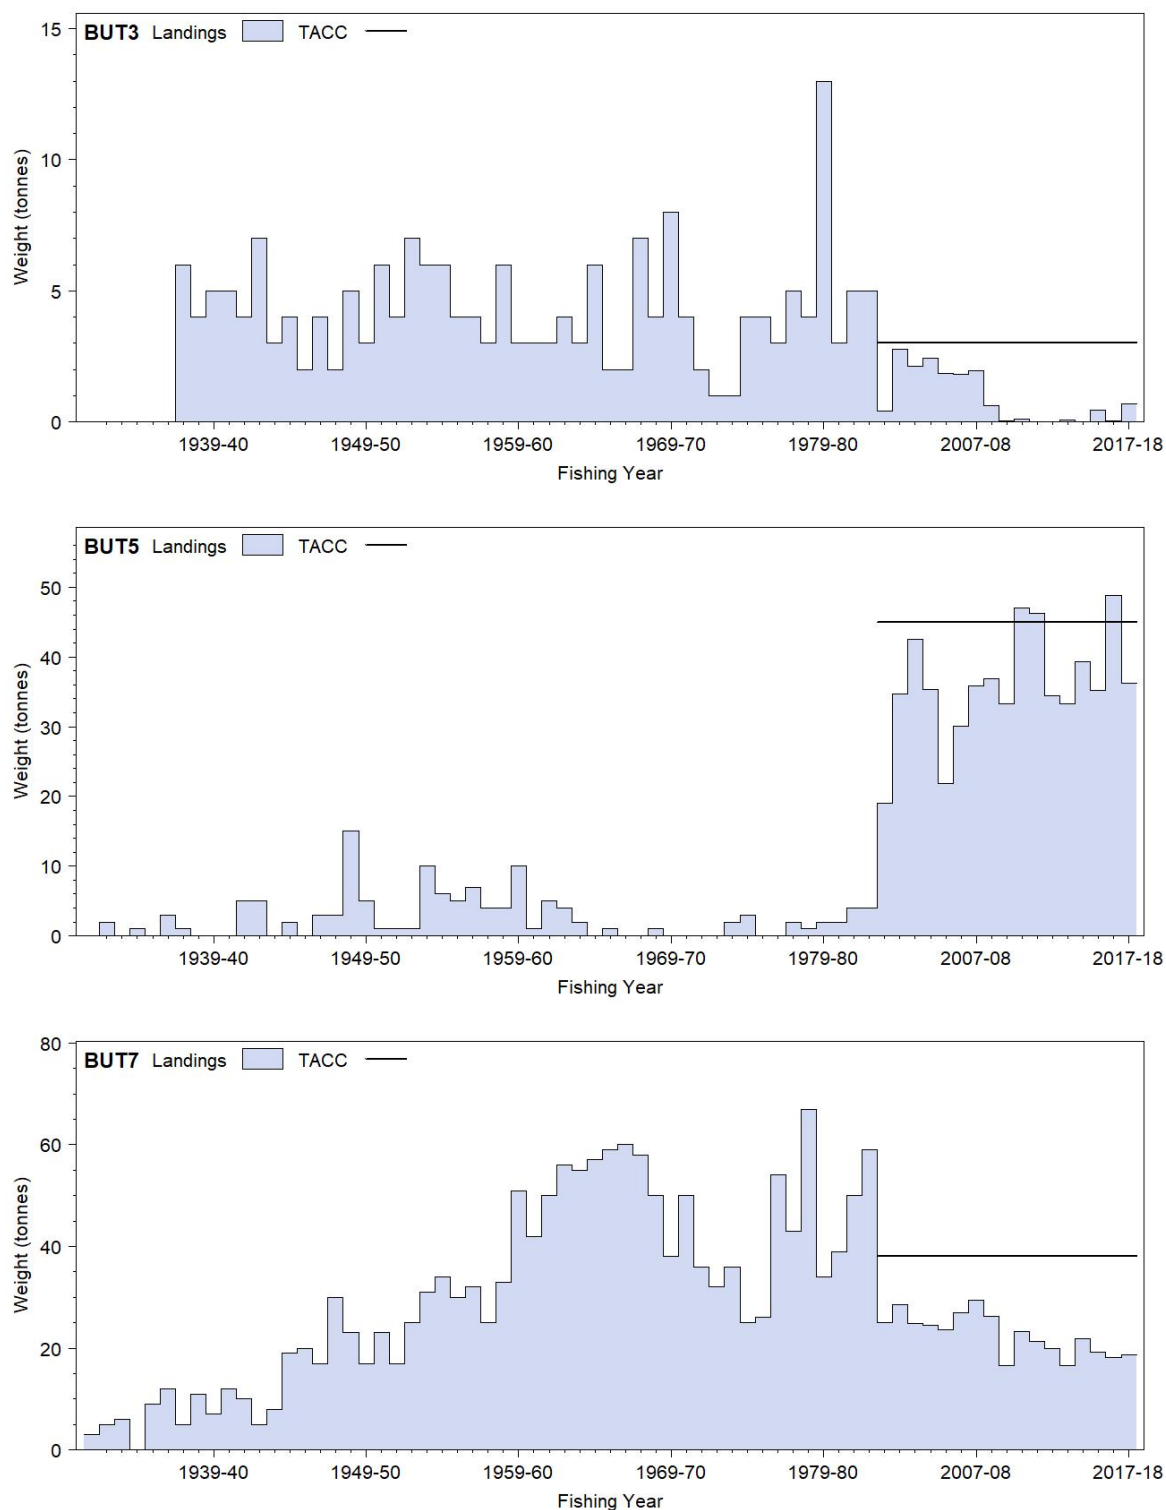 BUT3 Landings TACC
15
10
5
0
Weight (tonnes)
1939-40 1949-50 1959-60 1969-70 1979-80 2007-08 2017-18
Fishing Year
BUT5 Landings TACC
50
40
30
20
10
0
Weight (tonnes)
1939-40 1949-50 1959-60 1969-70 1979-80 2007-08 2017-18
Fishing Year
BUT7 Landings TACC
80
60
40
20
0
Weight (tonnes)
1939-40 1949-50 1959-60 1969-70 1979-80 2007-08 2017-18
Fishing Year